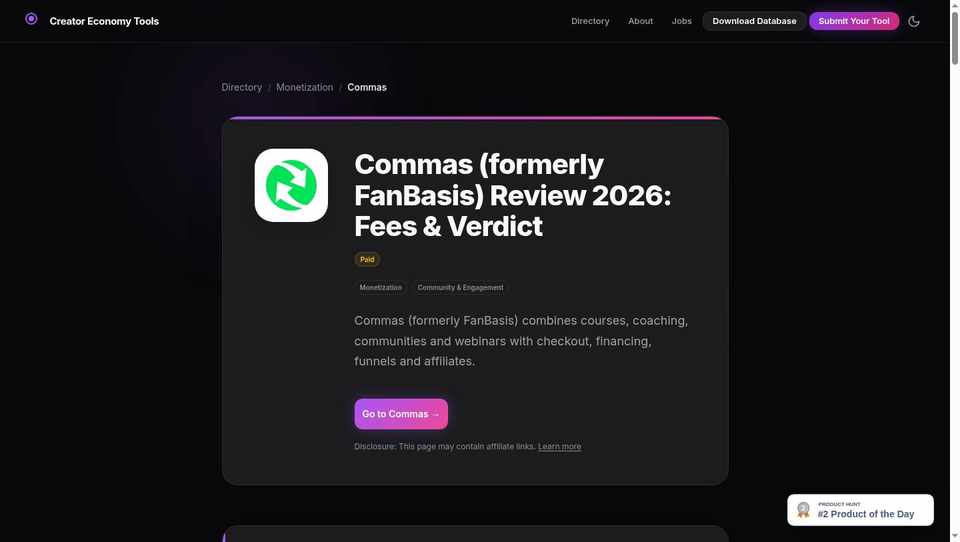 Creator Economy Tools
Directory About Jobs Download Database Submit Your Tool
Directory / Monetization / Commas
Commas (formerly
FanBasis) Review 2026:
Fees & Verdict
Paid
Monetization Community & Engagement
Commas (formerly FanBasis) combines courses, coaching,
communities and webinars with checkout, financing,
funnels and affiliates.
Go to Commas →
Disclosure: This page may contain affiliate links. Learn more
PRODUCT HUNT
#2 Product of the Day